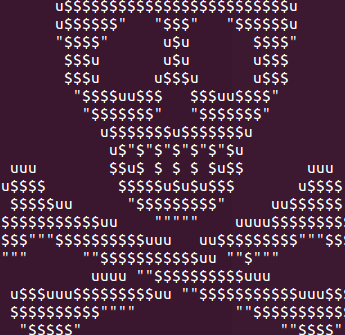 u$$$$$$$$$$$$$$$$$$$$$$$$$u
u$$$$$$"   "$$$"   "$$$$$$u
"$$$$"      u$u       $$$$"
$$$u       u$u       u$$$
$$$u      u$$$u      u$$$
"$$$$uu$$$   $$$uu$$$$"
"$$$$$$$"   "$$$$$$$"
u$$$$$$$u$$$$$$$u
u$"$"$"$"$"$"$u
uuu        $$u$ $ $ $ $u$$       uuu
u$$$$        $$$$$u$u$u$$$       u$$$$
$$$$$uu      "$$$$$$$$$"     uu$$$$$$
$$$$$$$$$$$uu    """""    uuuu$$$$$$$$$
$$$"""$$$$$$$$$$uuu   uu$$$$$$$$$"""$$$
"""      ""$$$$$$$$$$$uu ""$"""
uuuu ""$$$$$$$$$$uuu
u$$$uuu$$$$$$$$$uu ""$$$$$$$$$$$uuu$$$
$$$$$$$$$$""""           ""$$$$$$$$$$$
"$$$$$"                      ""$$$$"